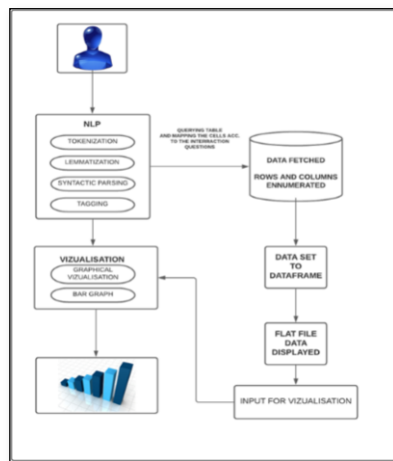 NLP
TOKENIZATION
LEMMATIZATION
SYNTACTIC PARSING
TAGGING
QUERYING TABLE
AND MAPPING THE CELLS ACC.
TO THE INTERNACTION
QUESTIONS
DATA FETCHED
ROWS AND COLUMNS
ENNUMERATED
VIZUALISATION
GRAPHICAL
VIZUALISATION
BAR GRAPH
DATA SET
TO
DATAFRAME
FLAT FILE
DATA
DISPLAYED
INPUT FOR VIZUALISATION